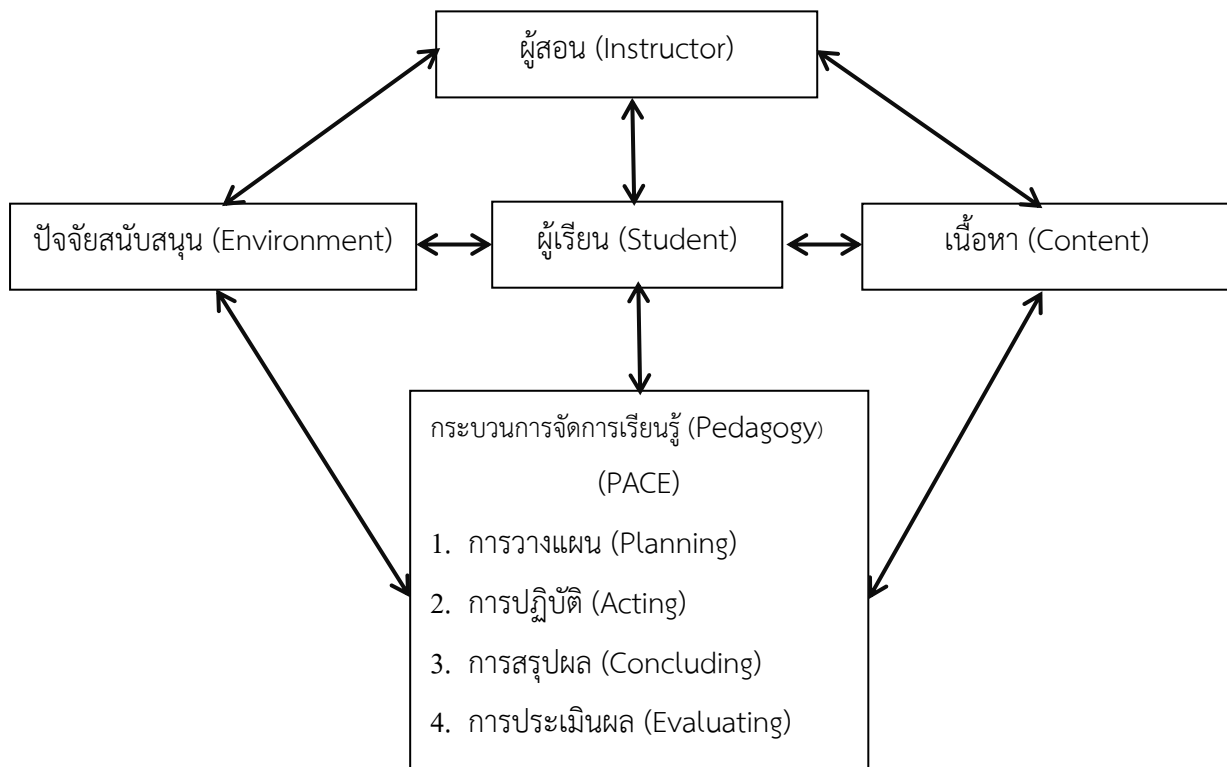 ผู้สอน (Instructor)
ปัจจัยสนับสนุน (Environment)
ผู้เรียน (Student)
เนื้อหา (Content)
กระบวนการจัดการเรียนรู้ (Pedagogy)
(PACE)
1. การวางแผน (Planning)
2. การปฏิบัติ (Acting)
3. การสรุปผล (Concluding)
4. การประเมินผล (Evaluating)